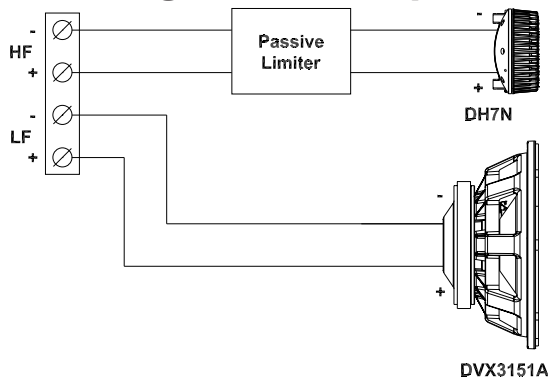 -
HF
+
-
LF
+
Passive
Limiter
-
+
DH7N
-
+
DVX3151A